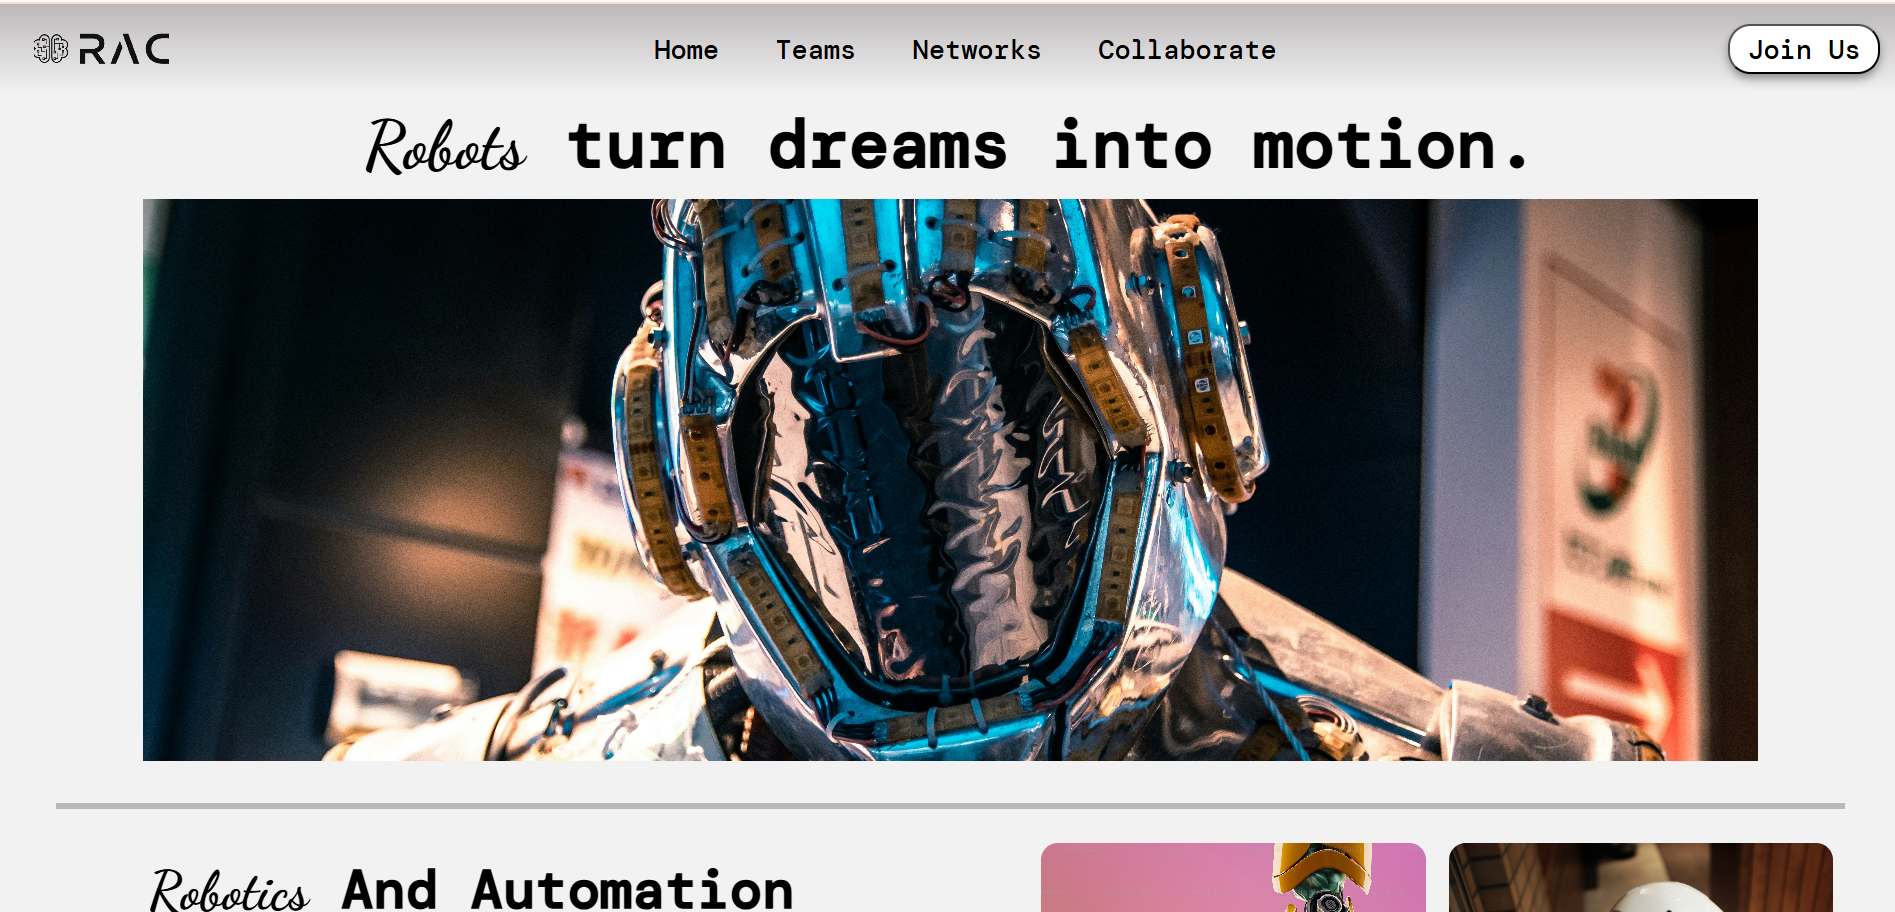 RAC
Home Teams Networks Collaborate
Join Us
Robots turn dreams into motion.
Robotics And Automation